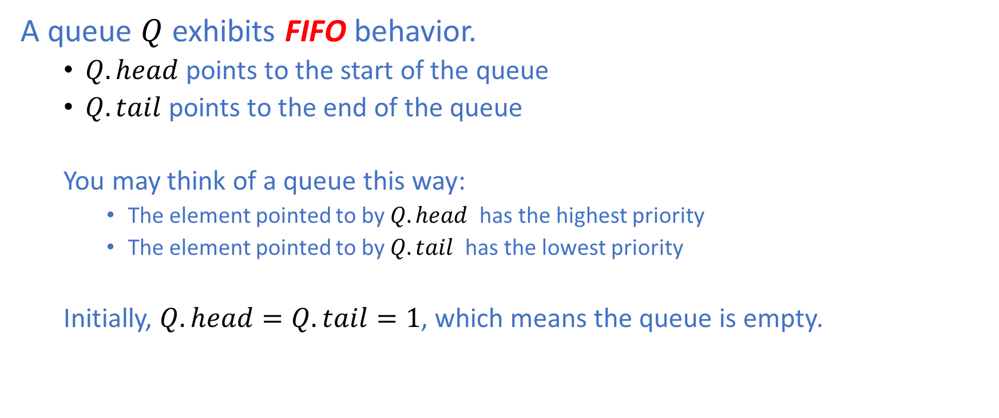 A queue Q exhibits FIFO behavior.
• Q.head points to the start of the queue
• Q.tail points to the end of the queue
You may think of a queue this way:
• The element pointed to by Q.head has the highest priority
• The element pointed to by Q.tail has the lowest priority
Initially, Q.head = Q.tail = 1, which means the queue is empty.